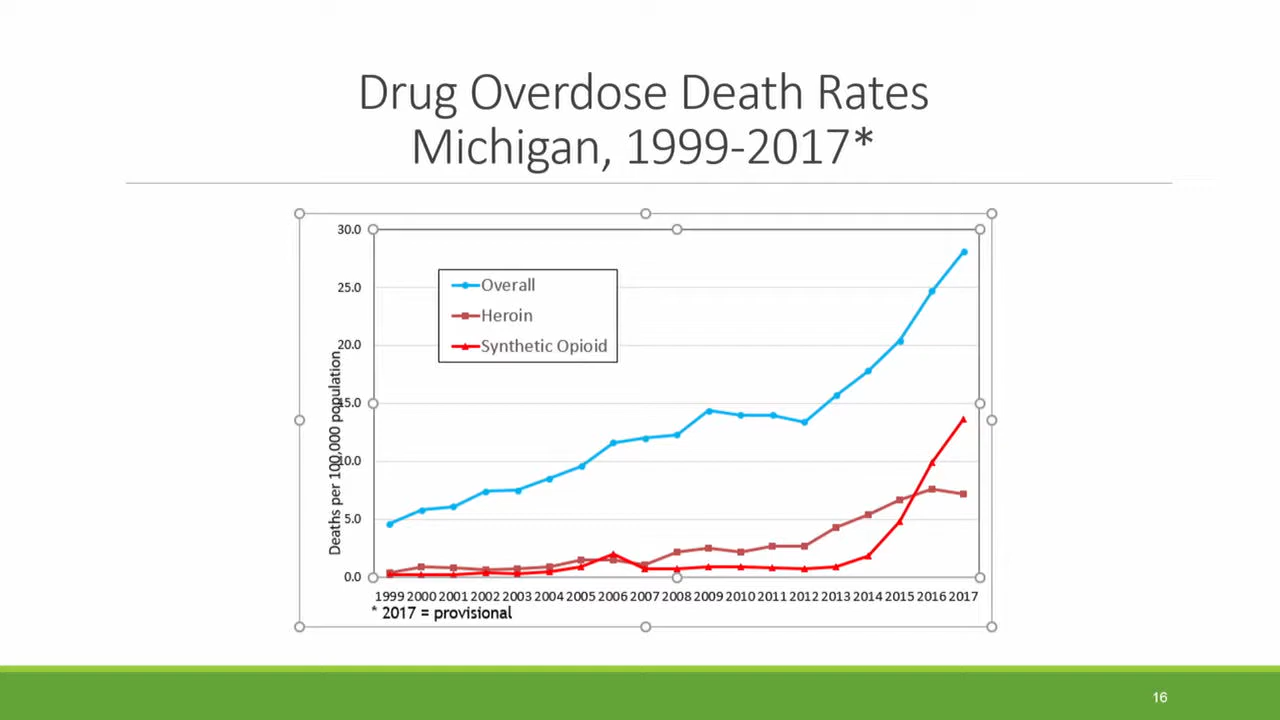 Drug Overdose Death Rates
Michigan, 1999-2017*
30.0
25.0
20.0
15.0
10.0
5.0
0.0
Deaths per 100,000 population
Overall
Heroin
Synthetic Opioid
1999 2000 2001 2002 2003 2004 2005 2006 2007 2008 2009 2010 2011 2012 2013 2014 2015 2016 2017
* 2017 = provisional
16